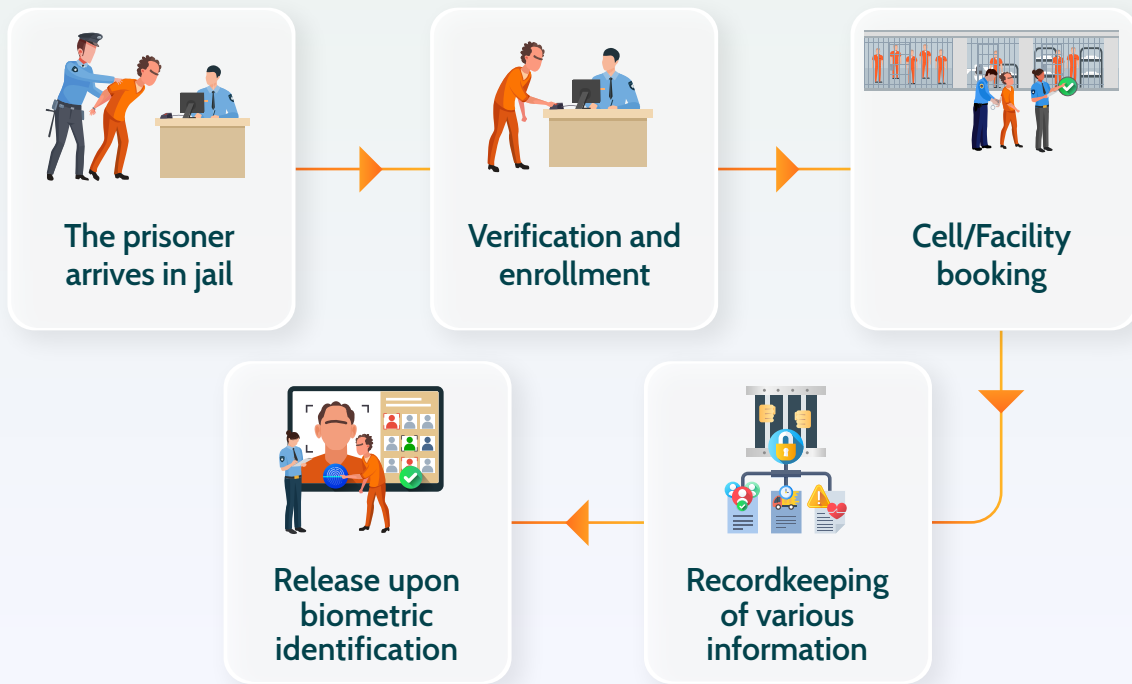 The prisoner
arrives in jail
Verification and
enrollment
Cell/Facility
booking
Recordkeeping
of various
information
Release upon
biometric
identification